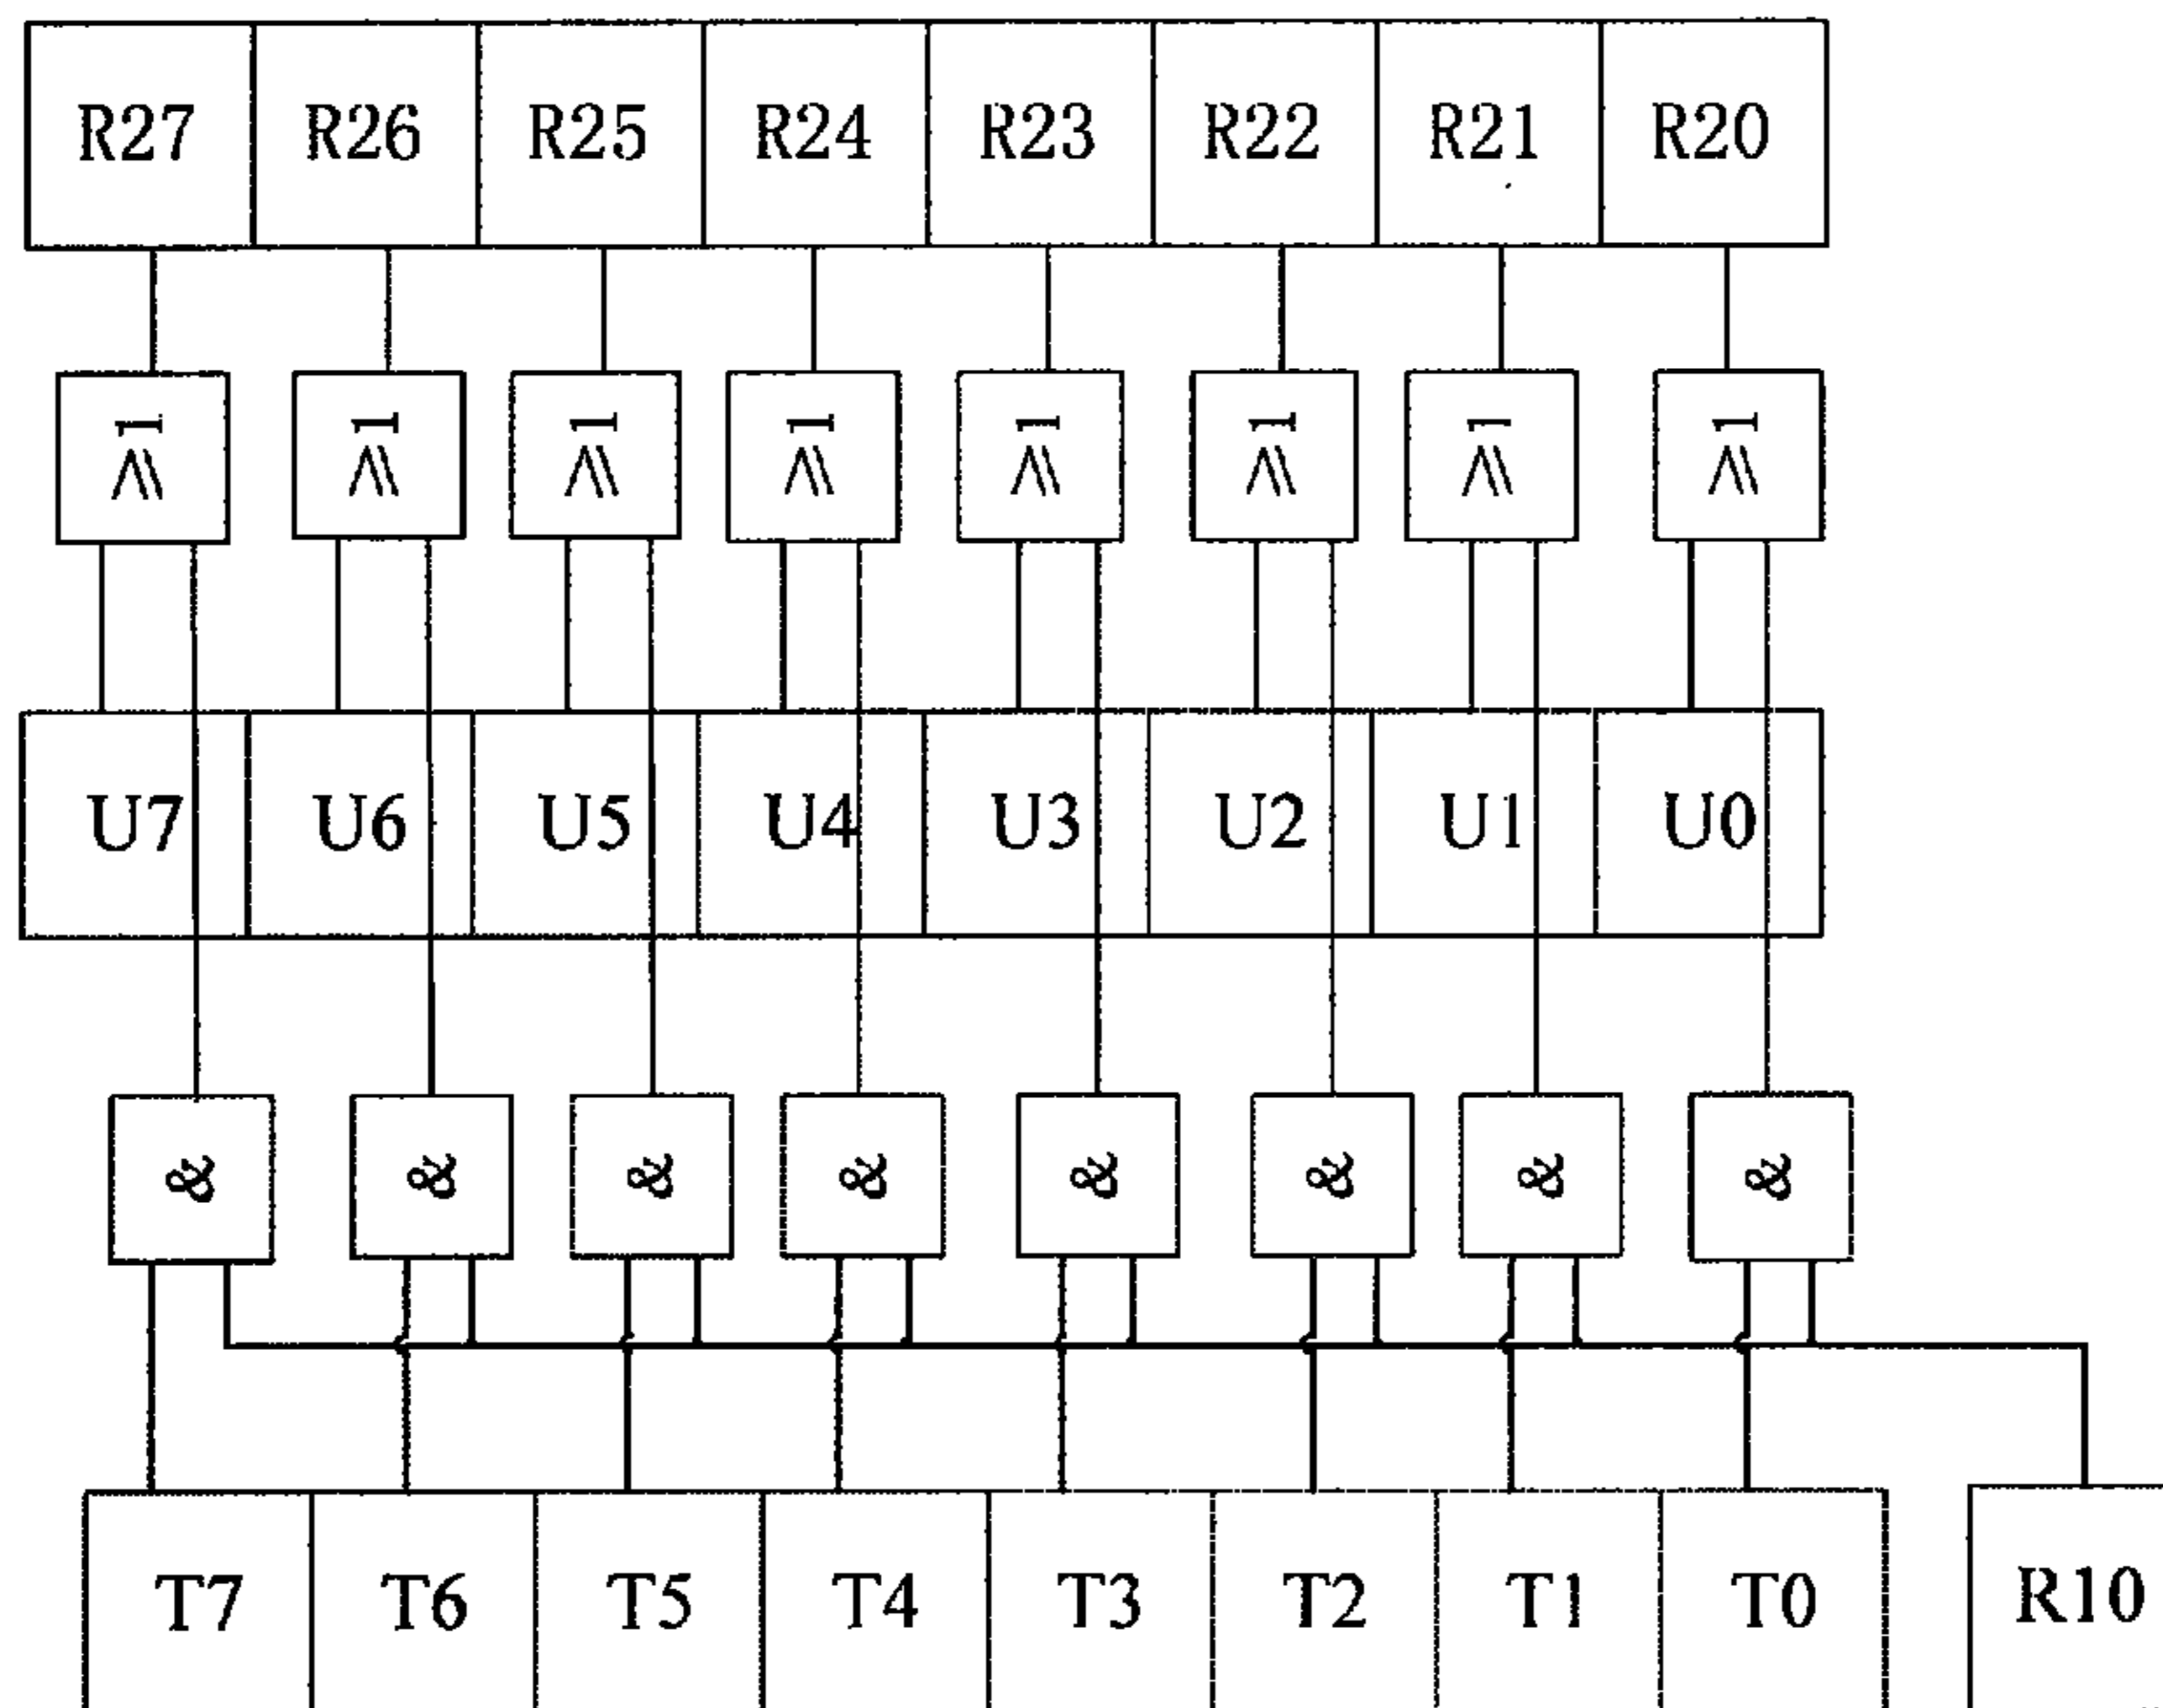 R27 R26 R25 R24 R23 R22 R21 R20
≥1 ≥1 ≥1 ≥1 ≥1 ≥1 ≥1 ≥1
U7 U6 U5 U4 U3 U2 U1 U0
& & & & & & & &
T7 T6 T5 T4 T3 T2 T1 T0 R10